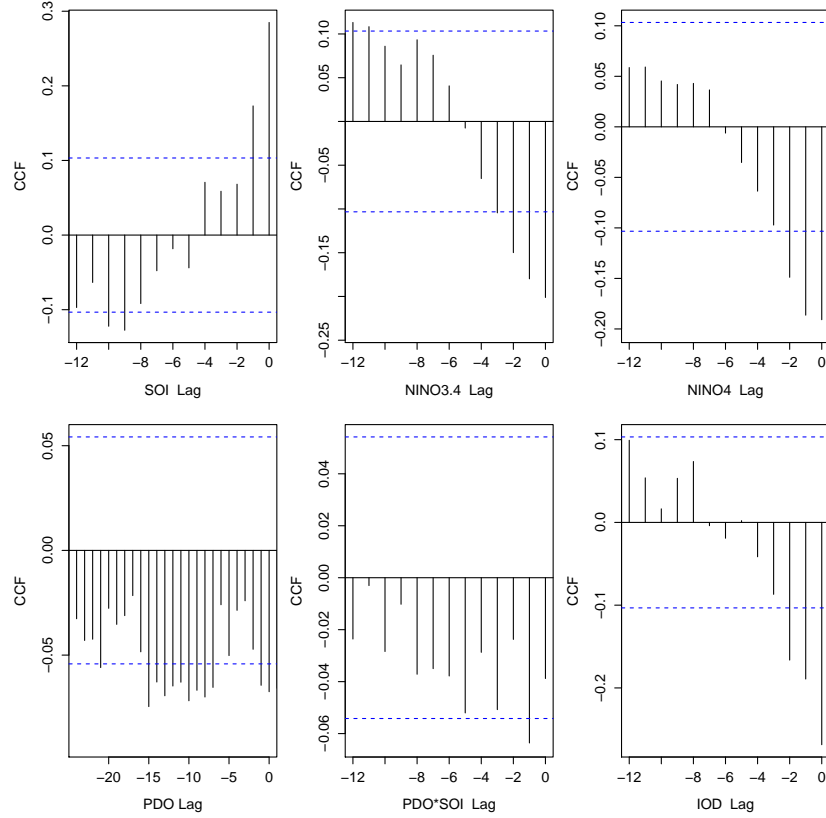 CCF
0.3
0.2
0.1
0.0
−0.1
−12 −10 −8 −6 −4 −2 0
SOI Lag
CCF
0.10
0.00
−0.05
−0.15
−0.25
−12 −8 −6 −4 −2 0
NINO3.4 Lag
CCF
0.10
0.05
0.00
−0.05
−0.10
−0.15
−0.20
−12 −8 −6 −4 −2 0
NINO4 Lag
CCF
0.05
0.00
−0.05
−20 −15 −10 −5 0
PDO Lag
CCF
0.04
0.02
0.00
−0.02
−0.04
−0.06
−12 −10 −8 −6 −4 −2 0
PDO*SOI Lag
CCF
0.1
0.0
−0.1
−0.2
−12 −10 −8 −6 −4 −2 0
IOD Lag